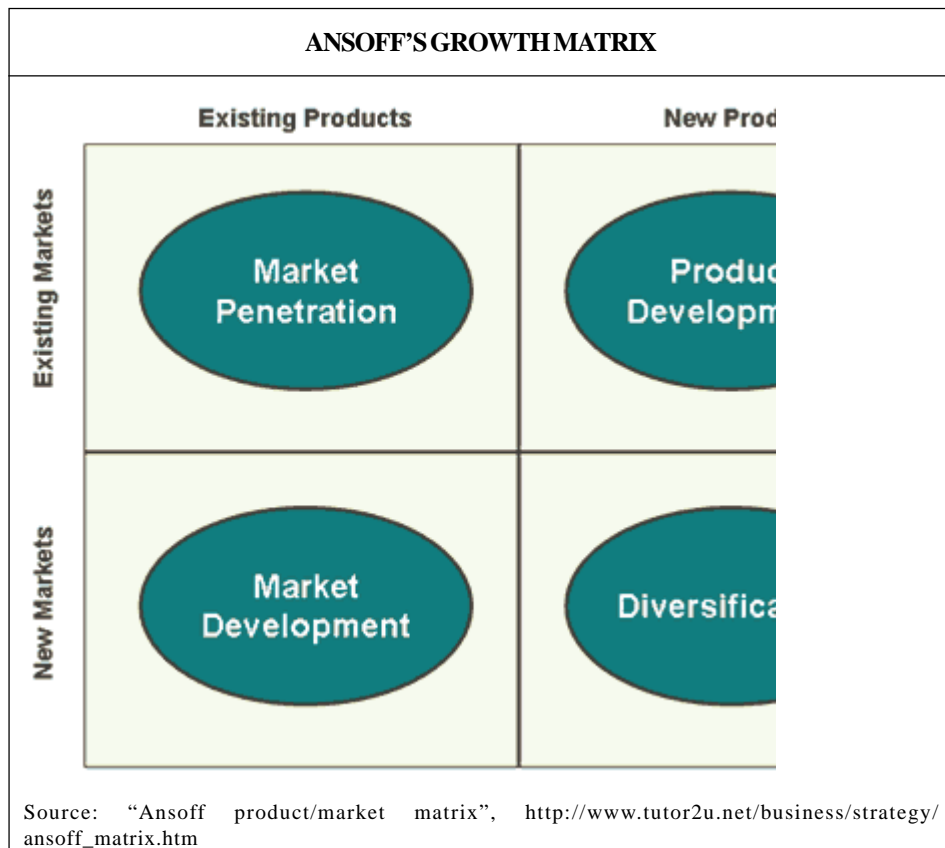 ANSOFF'S GROWTH MATRIX
Existing Products New Prod
Existing Markets
Market
Penetration
Produc
Developm
New Markets
Market
Development
Diversifica
Source: “Ansoff product/market matrix”, http://www.tutor2u.net/business/strategy/
ansoff_matrix.htm